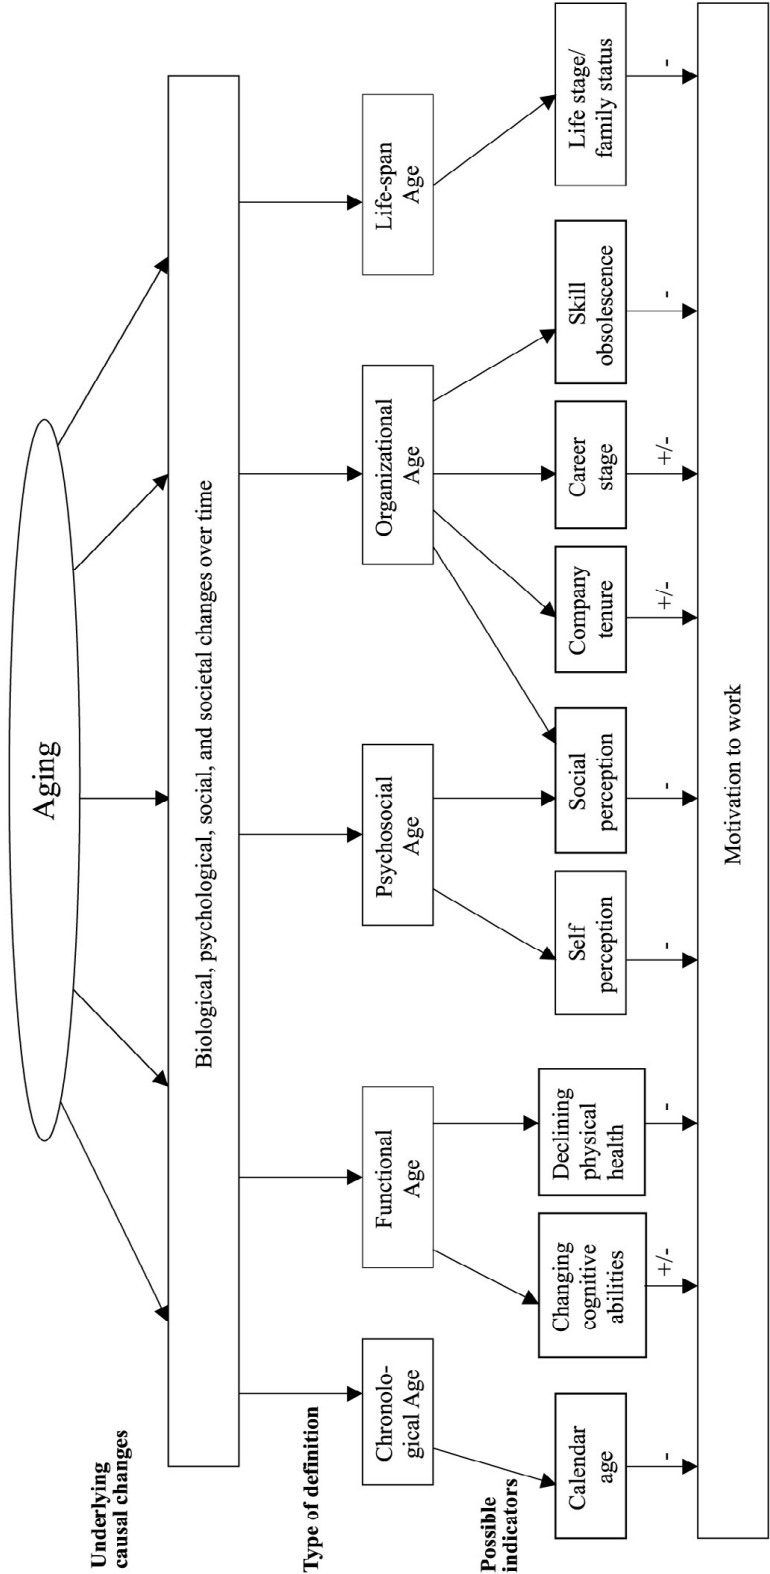 Aging
Underlying
causal changes
Biological, psychological, social, and societal changes over time
Type of definition
Chronolo-
gical Age
Functional
Age
Psychosocial
Age
Organizational
Age
Life-span
Age
Possible
indicators
Calendar
age
Changing
cognitive
abilities
Declining
physical
health
Self
perception
Social
perception
Company
tenure
Career
stage
Skill
obsolescence
Life stage/
family status
-
+/-
-
-
-
+/-
+/-
-
-
Motivation to work